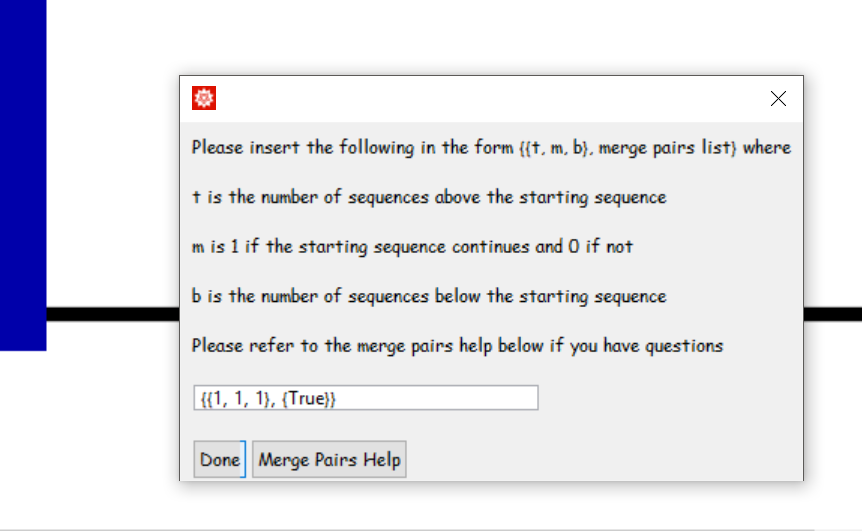 Please insert the following in the form {{t, m, b}, merge pairs list} where
t is the number of sequences above the starting sequence
m is 1 if the starting sequence continues and 0 if not
b is the number of sequences below the starting sequence
Please refer to the merge pairs help below if you have questions
{{1, 1, 1}, {True}}
Done Merge Pairs Help